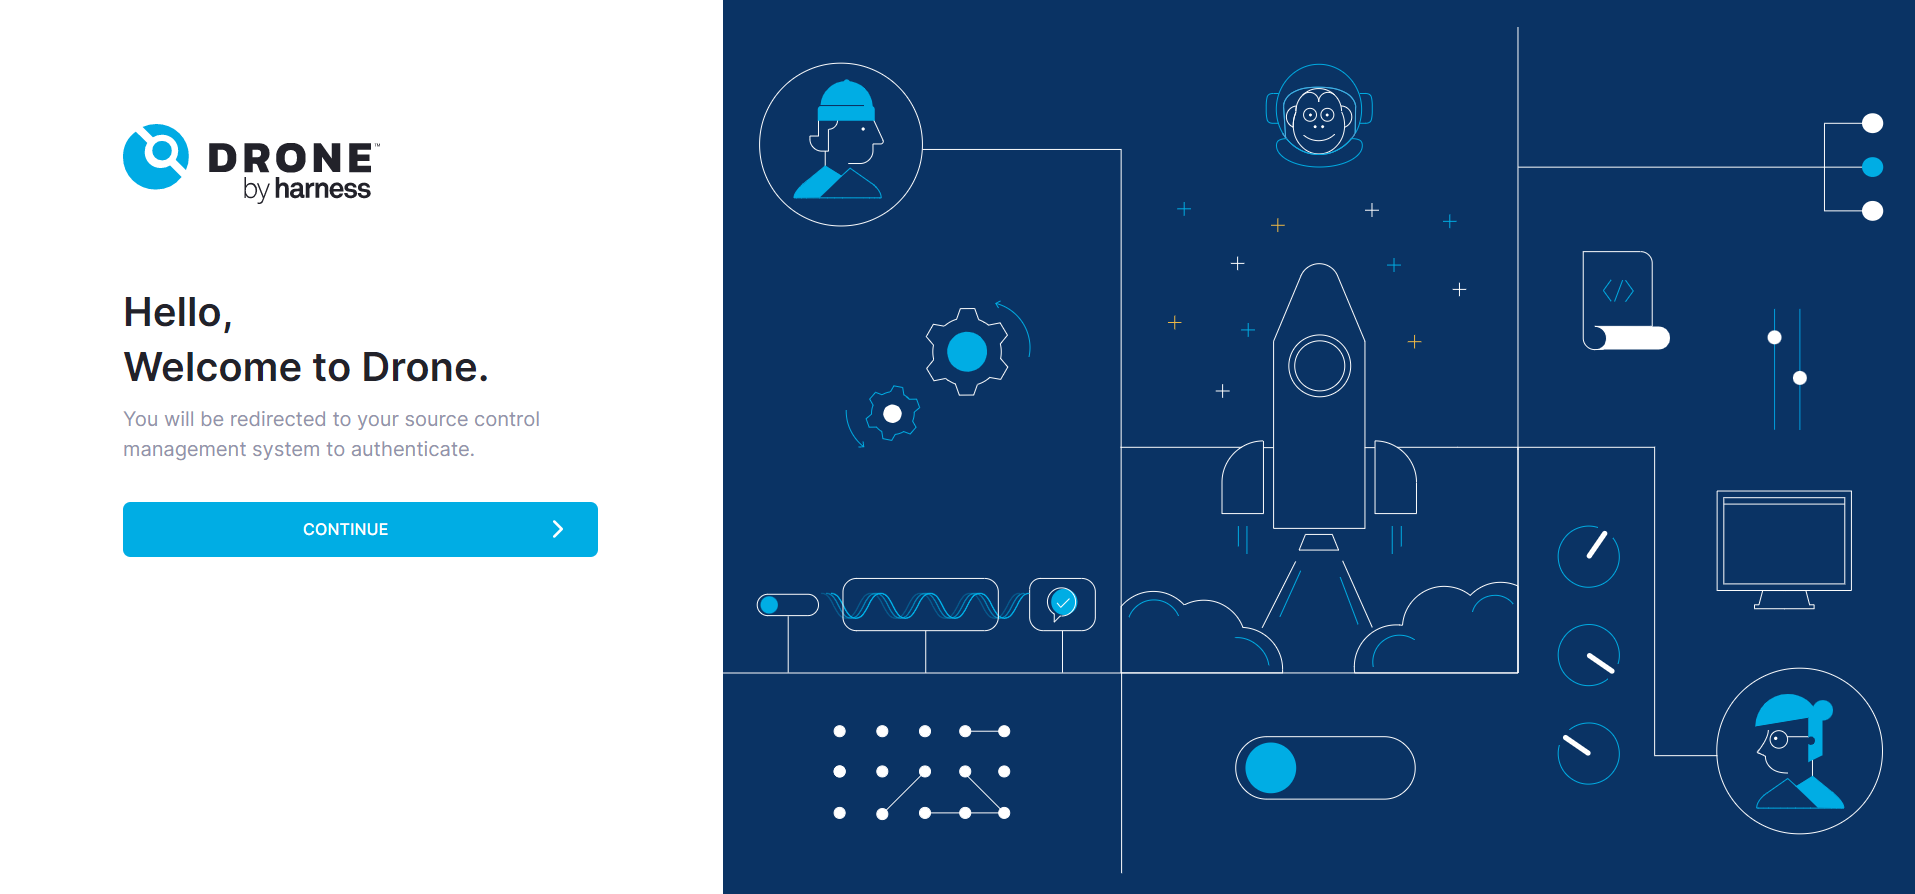 DRONE™
by harness
Hello,
Welcome to Drone.
You will be redirected to your source control
management system to authenticate.
CONTINUE
</>